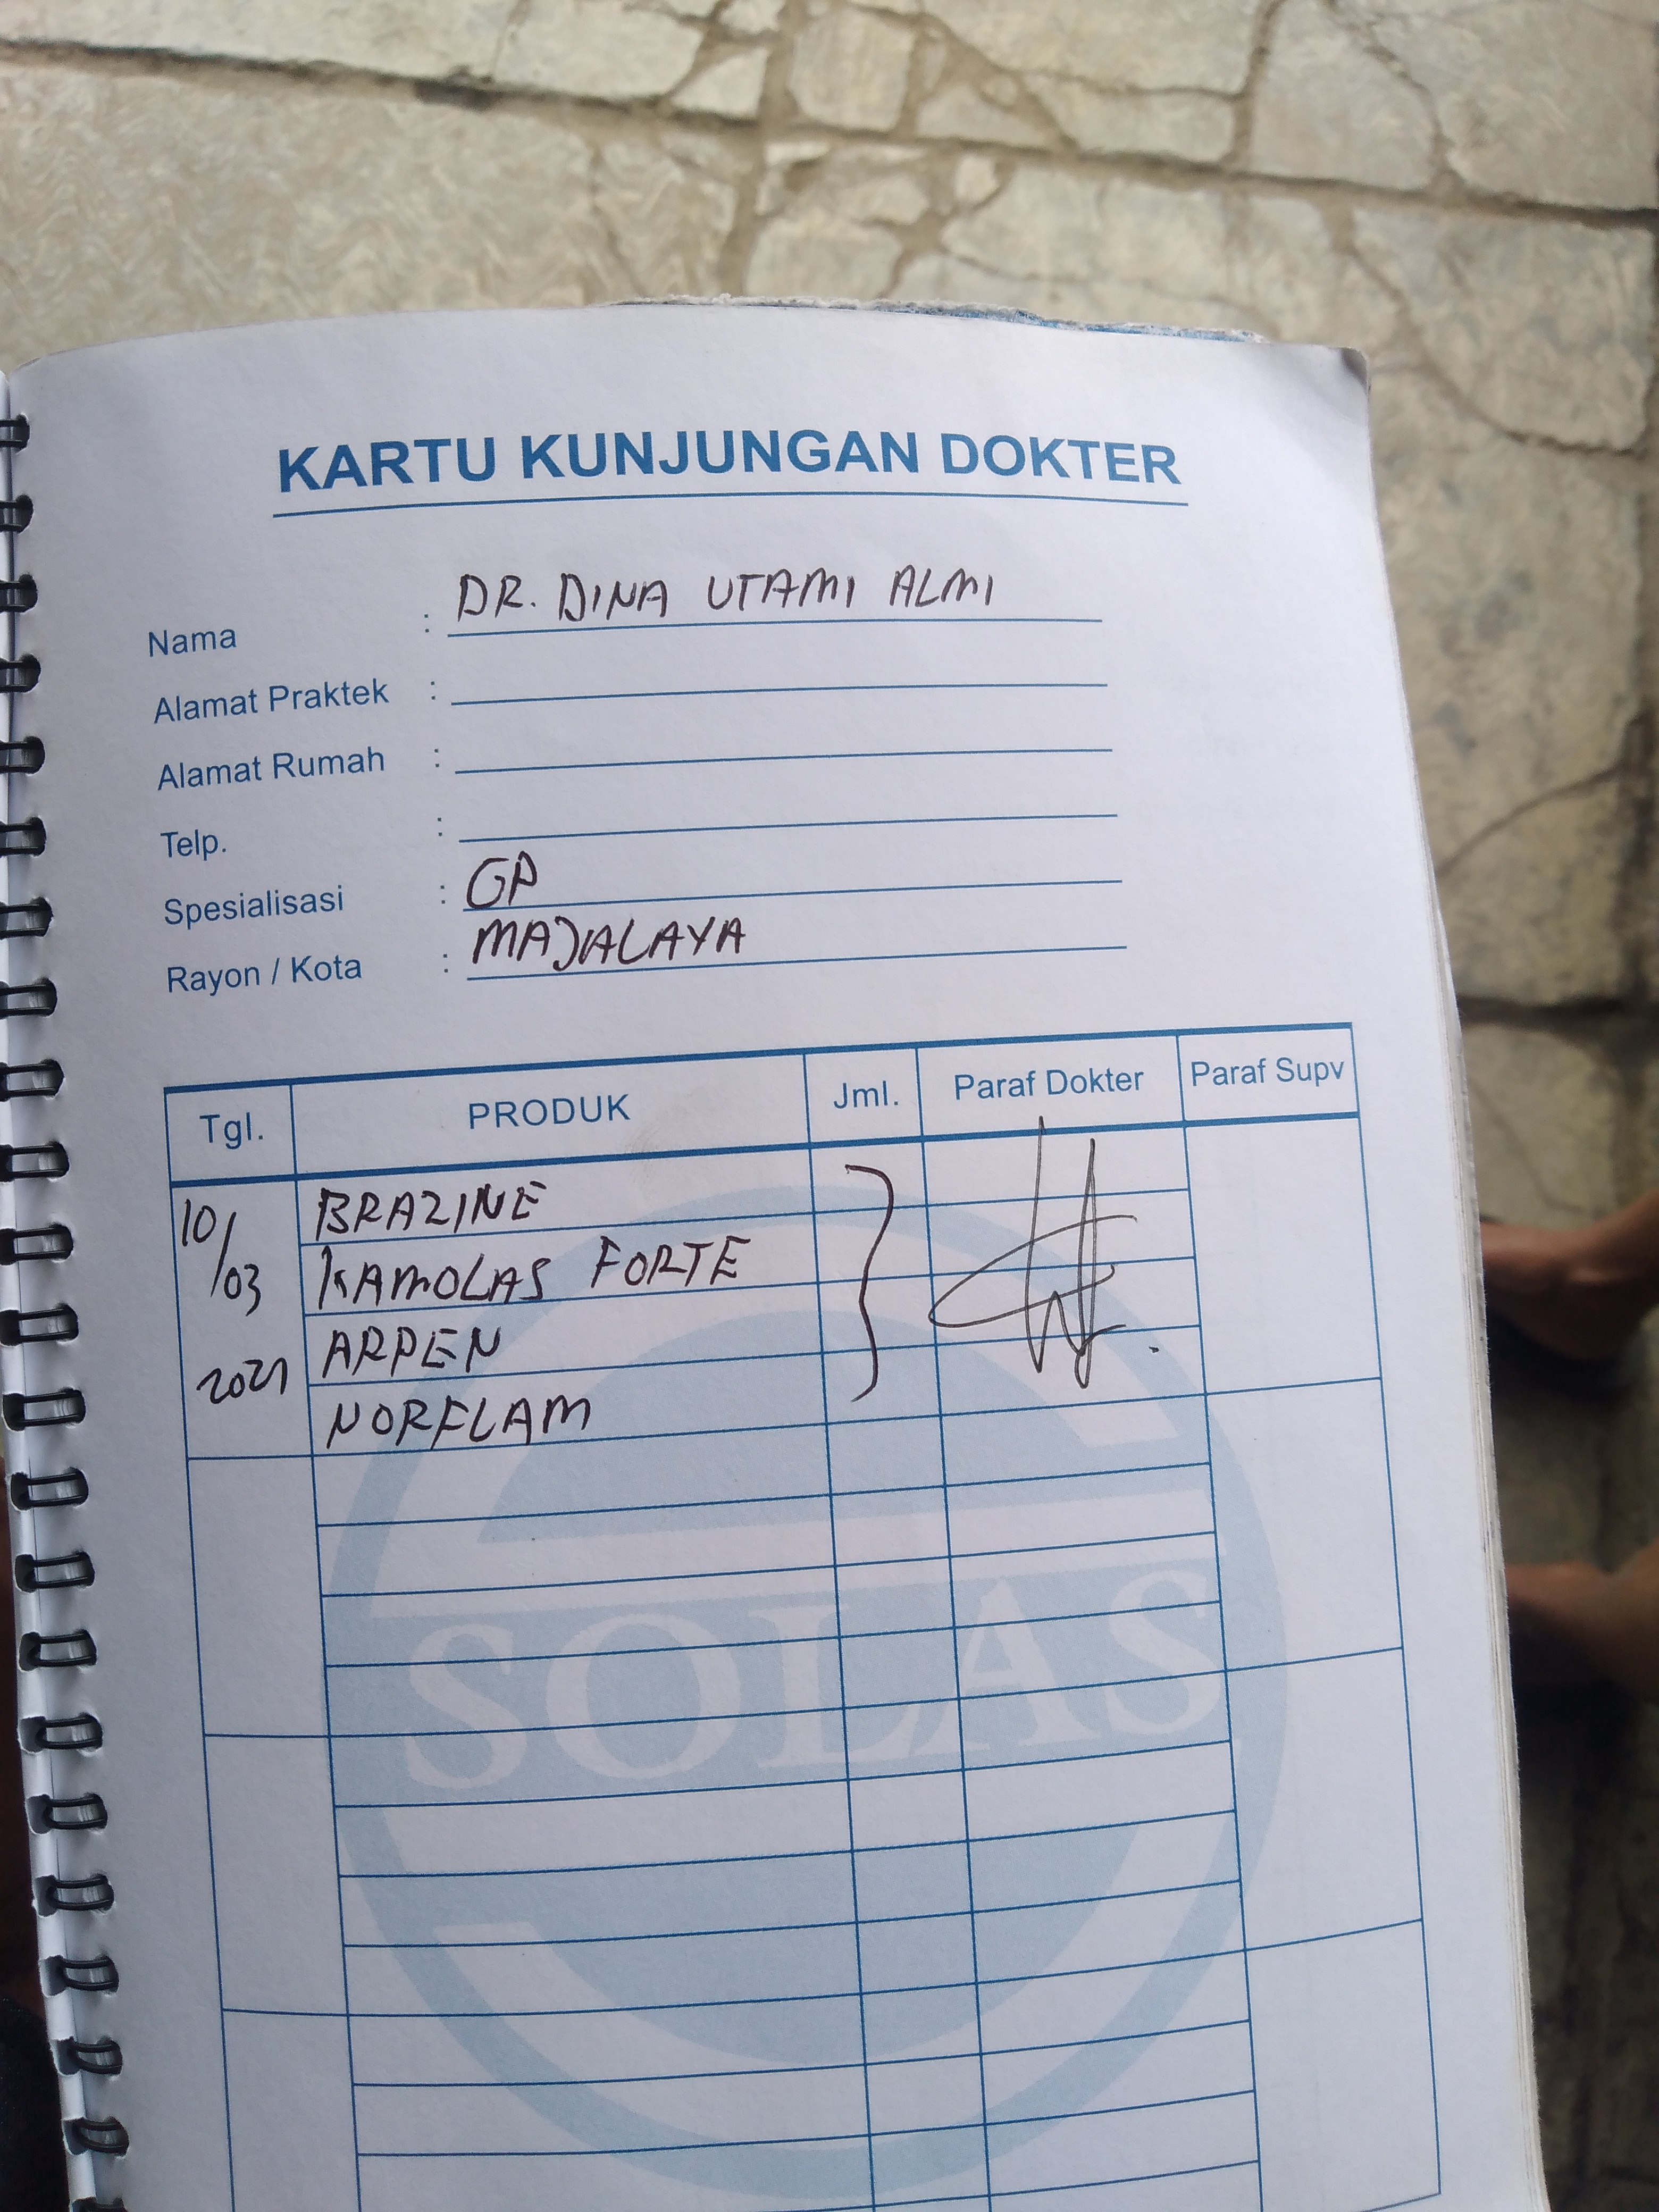 KARTU KUNJUNGAN DOKTER
Nama : DR. DINA UTAMI ALMI
Alamat Praktek :
Alamat Rumah :
Telp. :
Spesialisasi : GP
Rayon / Kota : MAJALAYA
Tgl. PRODUK Jml. Paraf Dokter Paraf Supv
10/03 2021 BRAZINE
KAMOLAS FORTE
ARPEN
NORFLAM
SOLAS